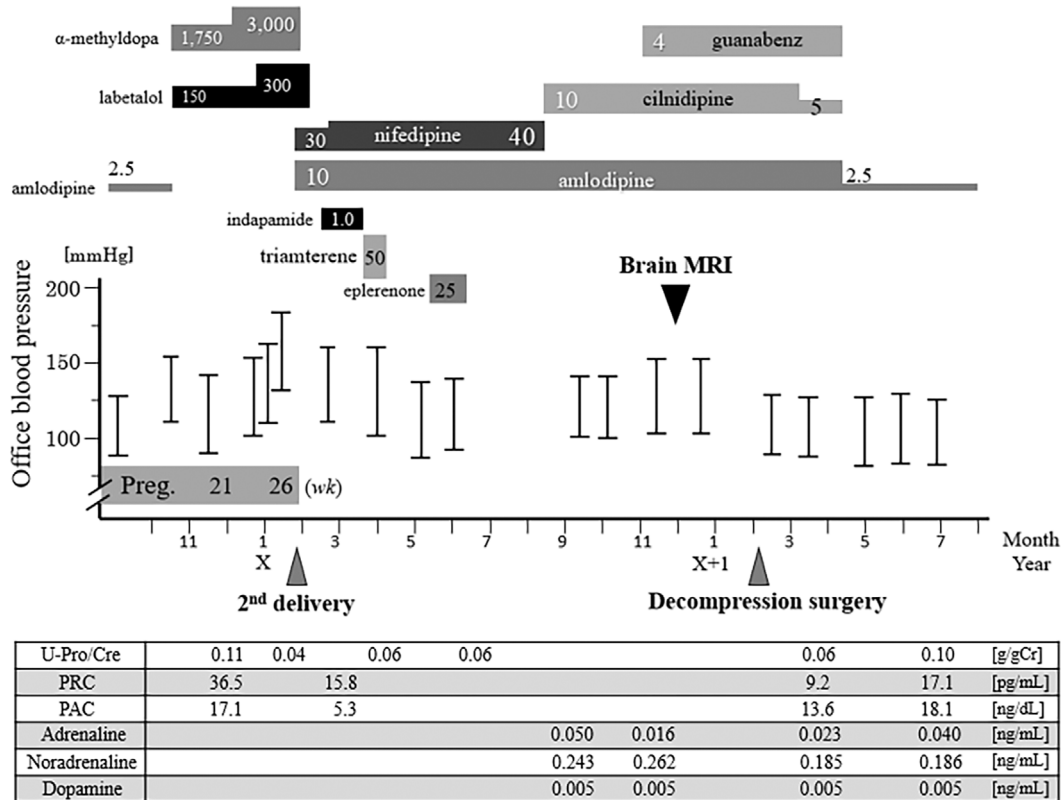 α-methyldopa 1,750 3,000 4 guanabenz
labetalol 150 300 10 cilnidipine 5
30 nifedipine 40
amlodipine 2.5 10 amlodipine 2.5
indapamide 1.0
triamterene 50
eplerenone 25
[mmHg]
Brain MRI
Office blood pressure
200
150
100
Preg. 21 26 (wk)
11 1 3 5 7 9 11 1 3 5 7 Month
X X+1 Year
2nd delivery Decompression surgery
U-Pro/Cre 0.11 0.04 0.06 0.06 0.06 0.10 [g/gCr]
PRC 36.5 15.8 9.2 17.1 [pg/mL]
PAC 17.1 5.3 13.6 18.1 [ng/dL]
Adrenaline 0.050 0.016 0.023 0.040 [ng/mL]
Noradrenaline 0.243 0.262 0.185 0.186 [ng/mL]
Dopamine 0.005 0.005 0.005 0.005 [ng/mL]